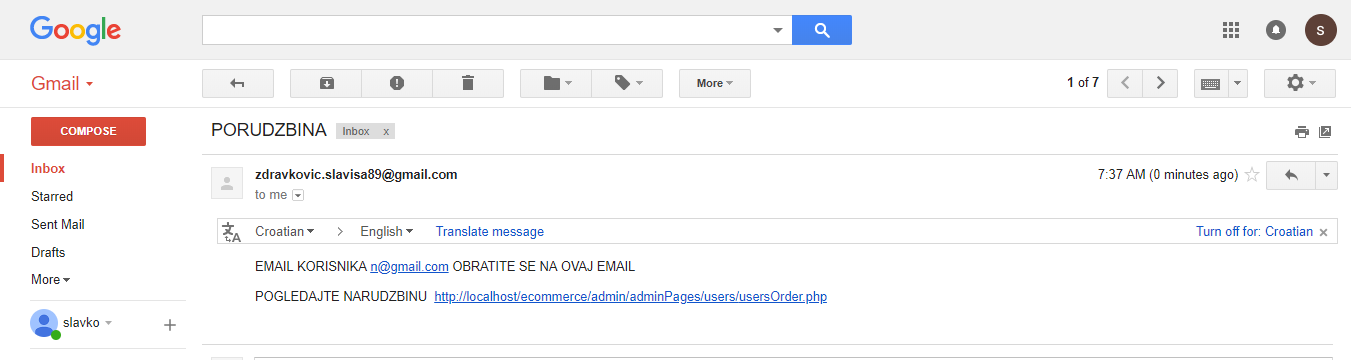 Google
S
Gmail
More
1 of 7
COMPOSE
PORUDZBINA
Inbox x
Inbox
zdravkovic.slavisa89@gmail.com
7:37 AM (0 minutes ago)
Starred
to me
Sent Mail
Croatian > English Translate message
Turn off for: Croatian x
Drafts
EMAIL KORISNIKA n@gmail.com OBRATITE SE NA OVAJ EMAIL
More
POGLEDAJTE NARUDZBINU http://localhost/ecommerce/admin/adminPages/users/usersOrder.php
slavko